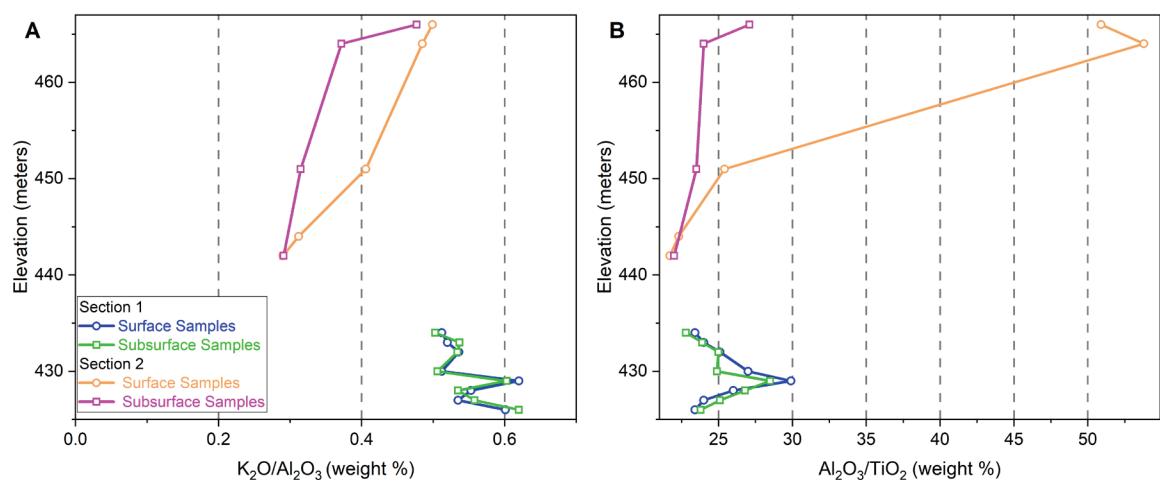 A
Elevation (meters)
460
450
440
430
Section 1
Surface Samples
Subsurface Samples
Section 2
Surface Samples
Subsurface Samples
0.0 0.2 0.4 0.6
K₂O/Al₂O₃ (weight %)
B
Elevation (meters)
460
450
440
430
25 30 35 40 45 50
Al₂O₃/TiO₂ (weight %)